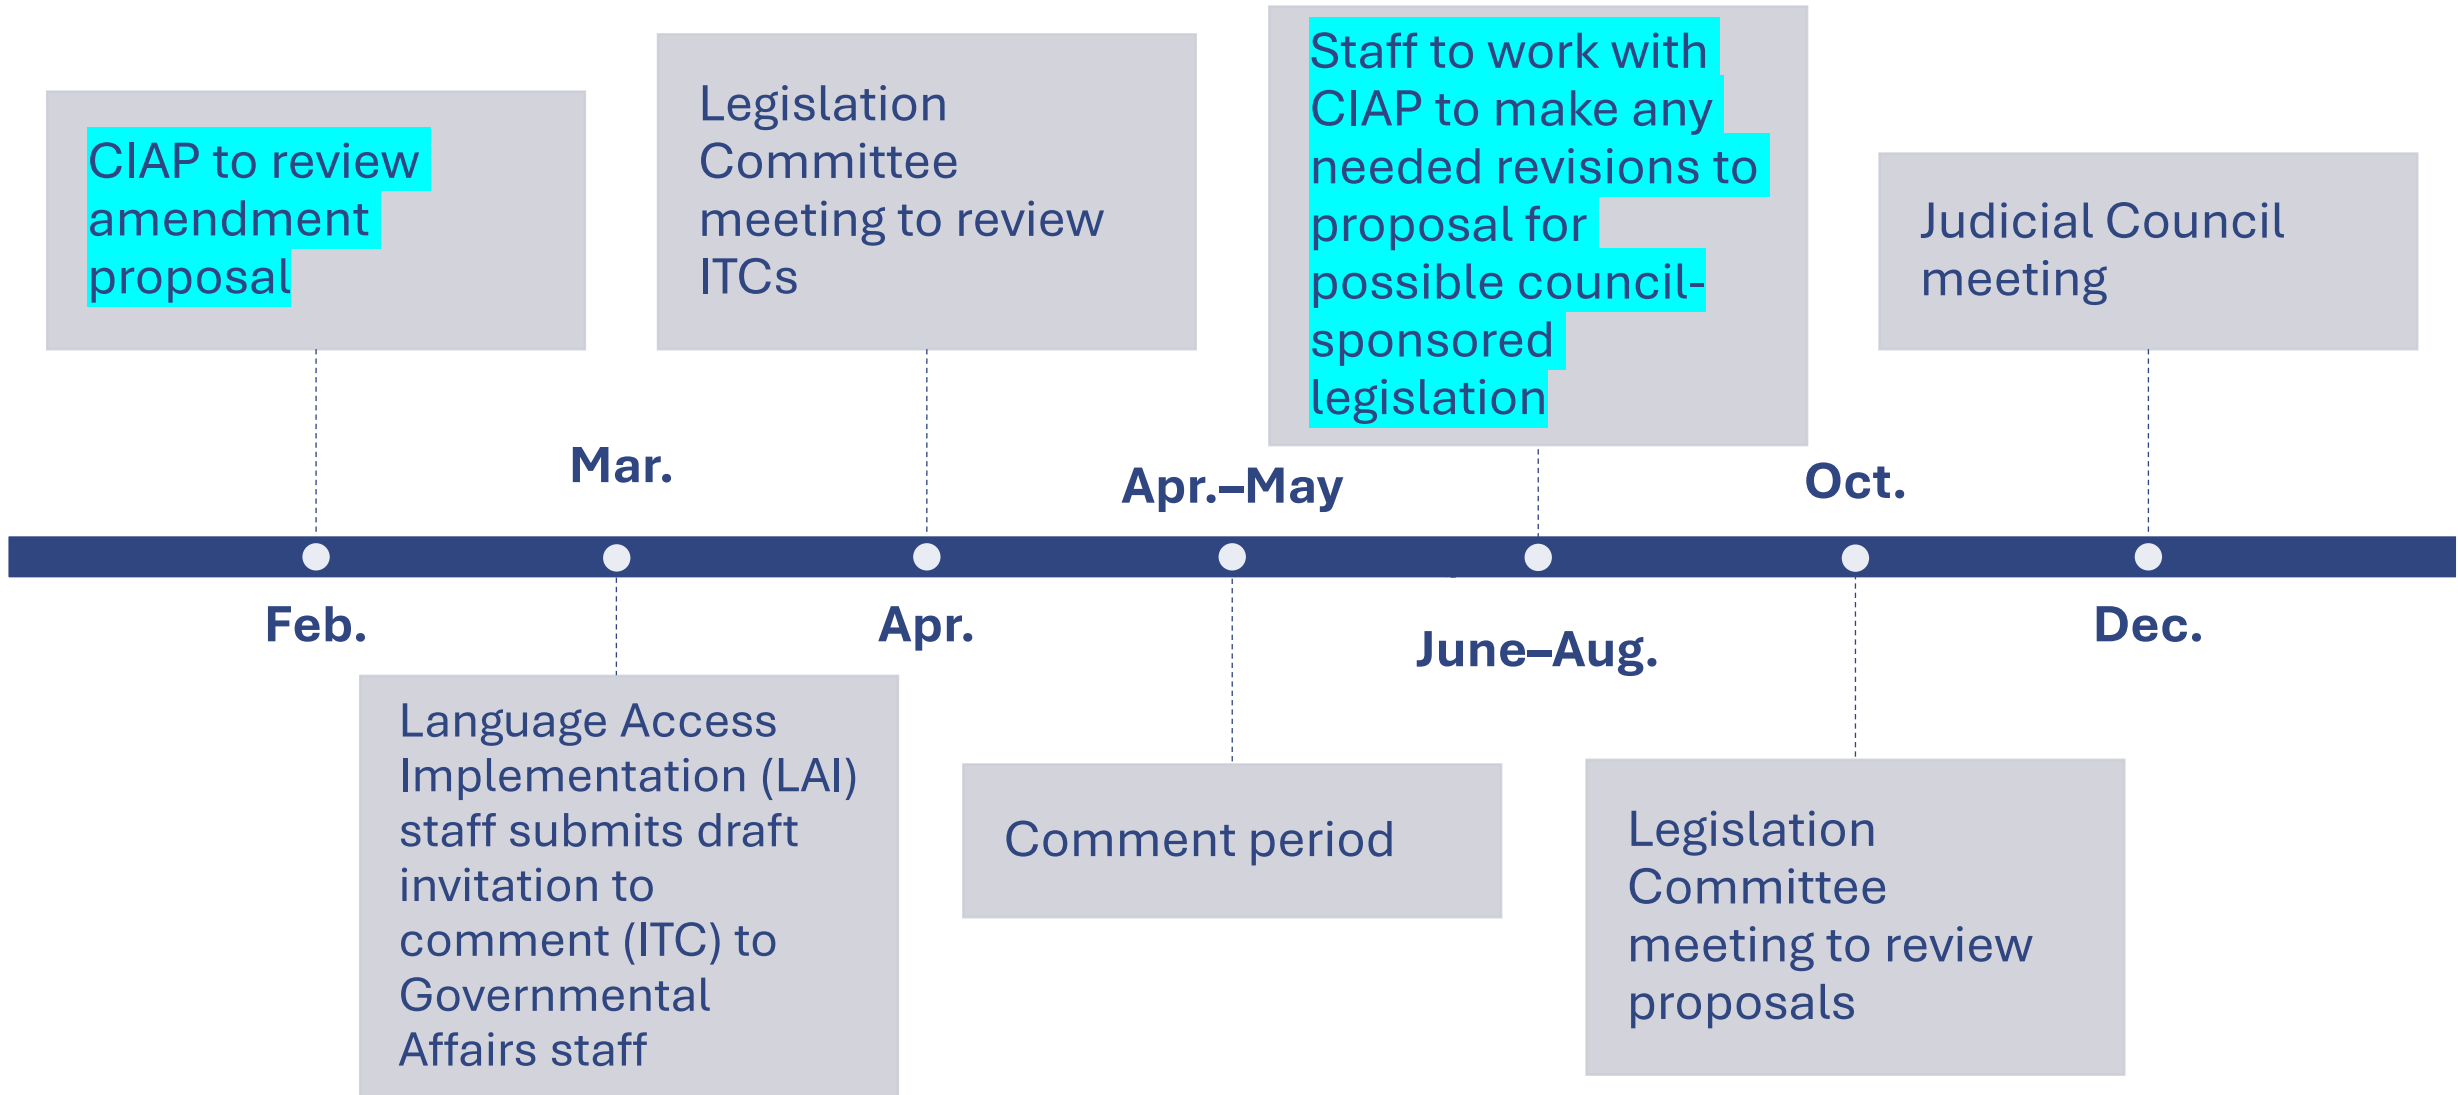 CIAP to review
amendment
proposal
Feb.
Mar.
Language Access
Implementation (LAI)
staff submits draft
invitation to
comment (ITC) to
Governmental
Affairs staff
Legislation
Committee
meeting to review
ITCs
Apr.
Apr.–May
Comment period
Staff to work with
CIAP to make any
needed revisions to
proposal for
possible council-
sponsored
legislation
June–Aug.
Oct.
Legislation
Committee
meeting to review
proposals
Judicial Council
meeting
Dec.